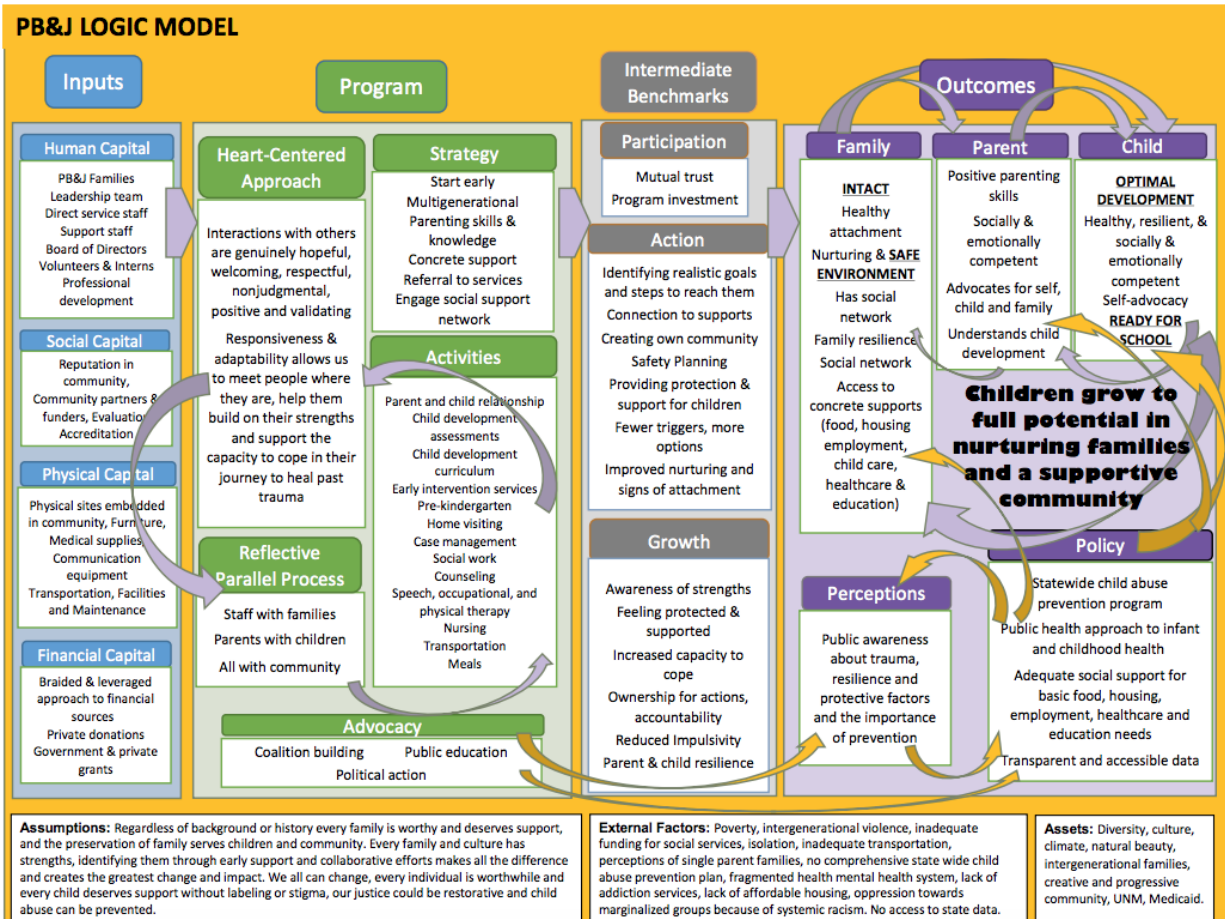 PB&J LOGIC MODEL
Inputs
Human Capital
PB&J Families
Leadership team
Direct service staff
Support staff
Board of Directors
Volunteers & Interns
Professional
development
Social Capital
Reputation in
community,
Community partners &
funders, Evaluation
Accreditation
Physical Capital
Physical sites embedded
in community, Furniture,
Medical supplies,
Communication
equipment
Transportation, Facilities
and Maintenance
Financial Capital
Braided & leveraged
approach to financial
sources
Private donations
Government & private
grants
Program
Heart-Centered
Approach
Interactions with others
are genuinely hopeful,
welcoming, respectful,
nonjudgmental,
positive and validating
Responsiveness &
adaptability allows us
to meet people where
they are, help them
build on their strengths
and support the
capacity to cope in their
journey to heal past
trauma
Reflective
Parallel Process
Staff with families
Parents with children
All with community
Strategy
Start early
Multigenerational
Parenting skills &
knowledge
Concrete support
Referral to services
Engage social support
network
Activities
Parent and child relationship
Child development
assessments
Child development
curriculum
Early intervention services
Pre-kindergarten
Home visiting
Case management
Social work
Counseling
Speech, occupational, and
physical therapy
Nursing
Transportation
Meals
Advocacy
Coalition building Public education
Political action
Intermediate
Benchmarks
Participation
Mutual trust
Program investment
Action
Identifying realistic goals
and steps to reach them
Connection to supports
Creating own community
Safety Planning
Providing protection &
support for children
Fewer triggers, more
options
Improved nurturing and
signs of attachment
Growth
Awareness of strengths
Feeling protected &
supported
Increased capacity to
cope
Ownership for actions,
accountability
Reduced Impulsivity
Parent & child resilience
Outcomes
Family
INTACT
Healthy
attachment
Nurturing & SAFE
ENVIRONMENT
Has social
network
Family resilience
Social network
Access to
concrete supports
(food, housing
employment,
child care,
healthcare &
education)
Parent
Positive parenting
skills
Socially &
emotionally
competent
Advocates for self,
child and family
Understands child
development
Child
OPTIMAL
DEVELOPMENT
Healthy, resilient, &
socially &
emotionally
competent
Self-advocacy
READY FOR
SCHOOL
Children grow to
full potential in
nurturing families
and a supportive
community
Perceptions
Public awareness
about trauma,
resilience and
protective factors
and the importance
of prevention
Policy
Statewide child abuse
prevention program
Public health approach to infant
and childhood health
Adequate social support for
basic food, housing,
employment, healthcare and
education needs
Transparent and accessible data
Assumptions: Regardless of background or history every family is worthy and deserves support,
and the preservation of family serves children and community. Every family and culture has
strengths, identifying them through early support and collaborative efforts makes all the difference
and creates the greatest change and impact. We all can change, every individual is worthwhile and
every child deserves support without labeling or stigma, our justice could be restorative and child
abuse can be prevented.
External Factors: Poverty, intergenerational violence, inadequate
funding for social services, isolation, inadequate transportation,
perceptions of single parent families, no comprehensive state wide child
abuse prevention plan, fragmented health mental health system, lack of
addiction services, lack of affordable housing, oppression towards
marginalized groups because of systemic racism. No access to state data.
Assets: Diversity, culture,
climate, natural beauty,
intergenerational families,
creative and progressive
community, UNM, Medicaid.